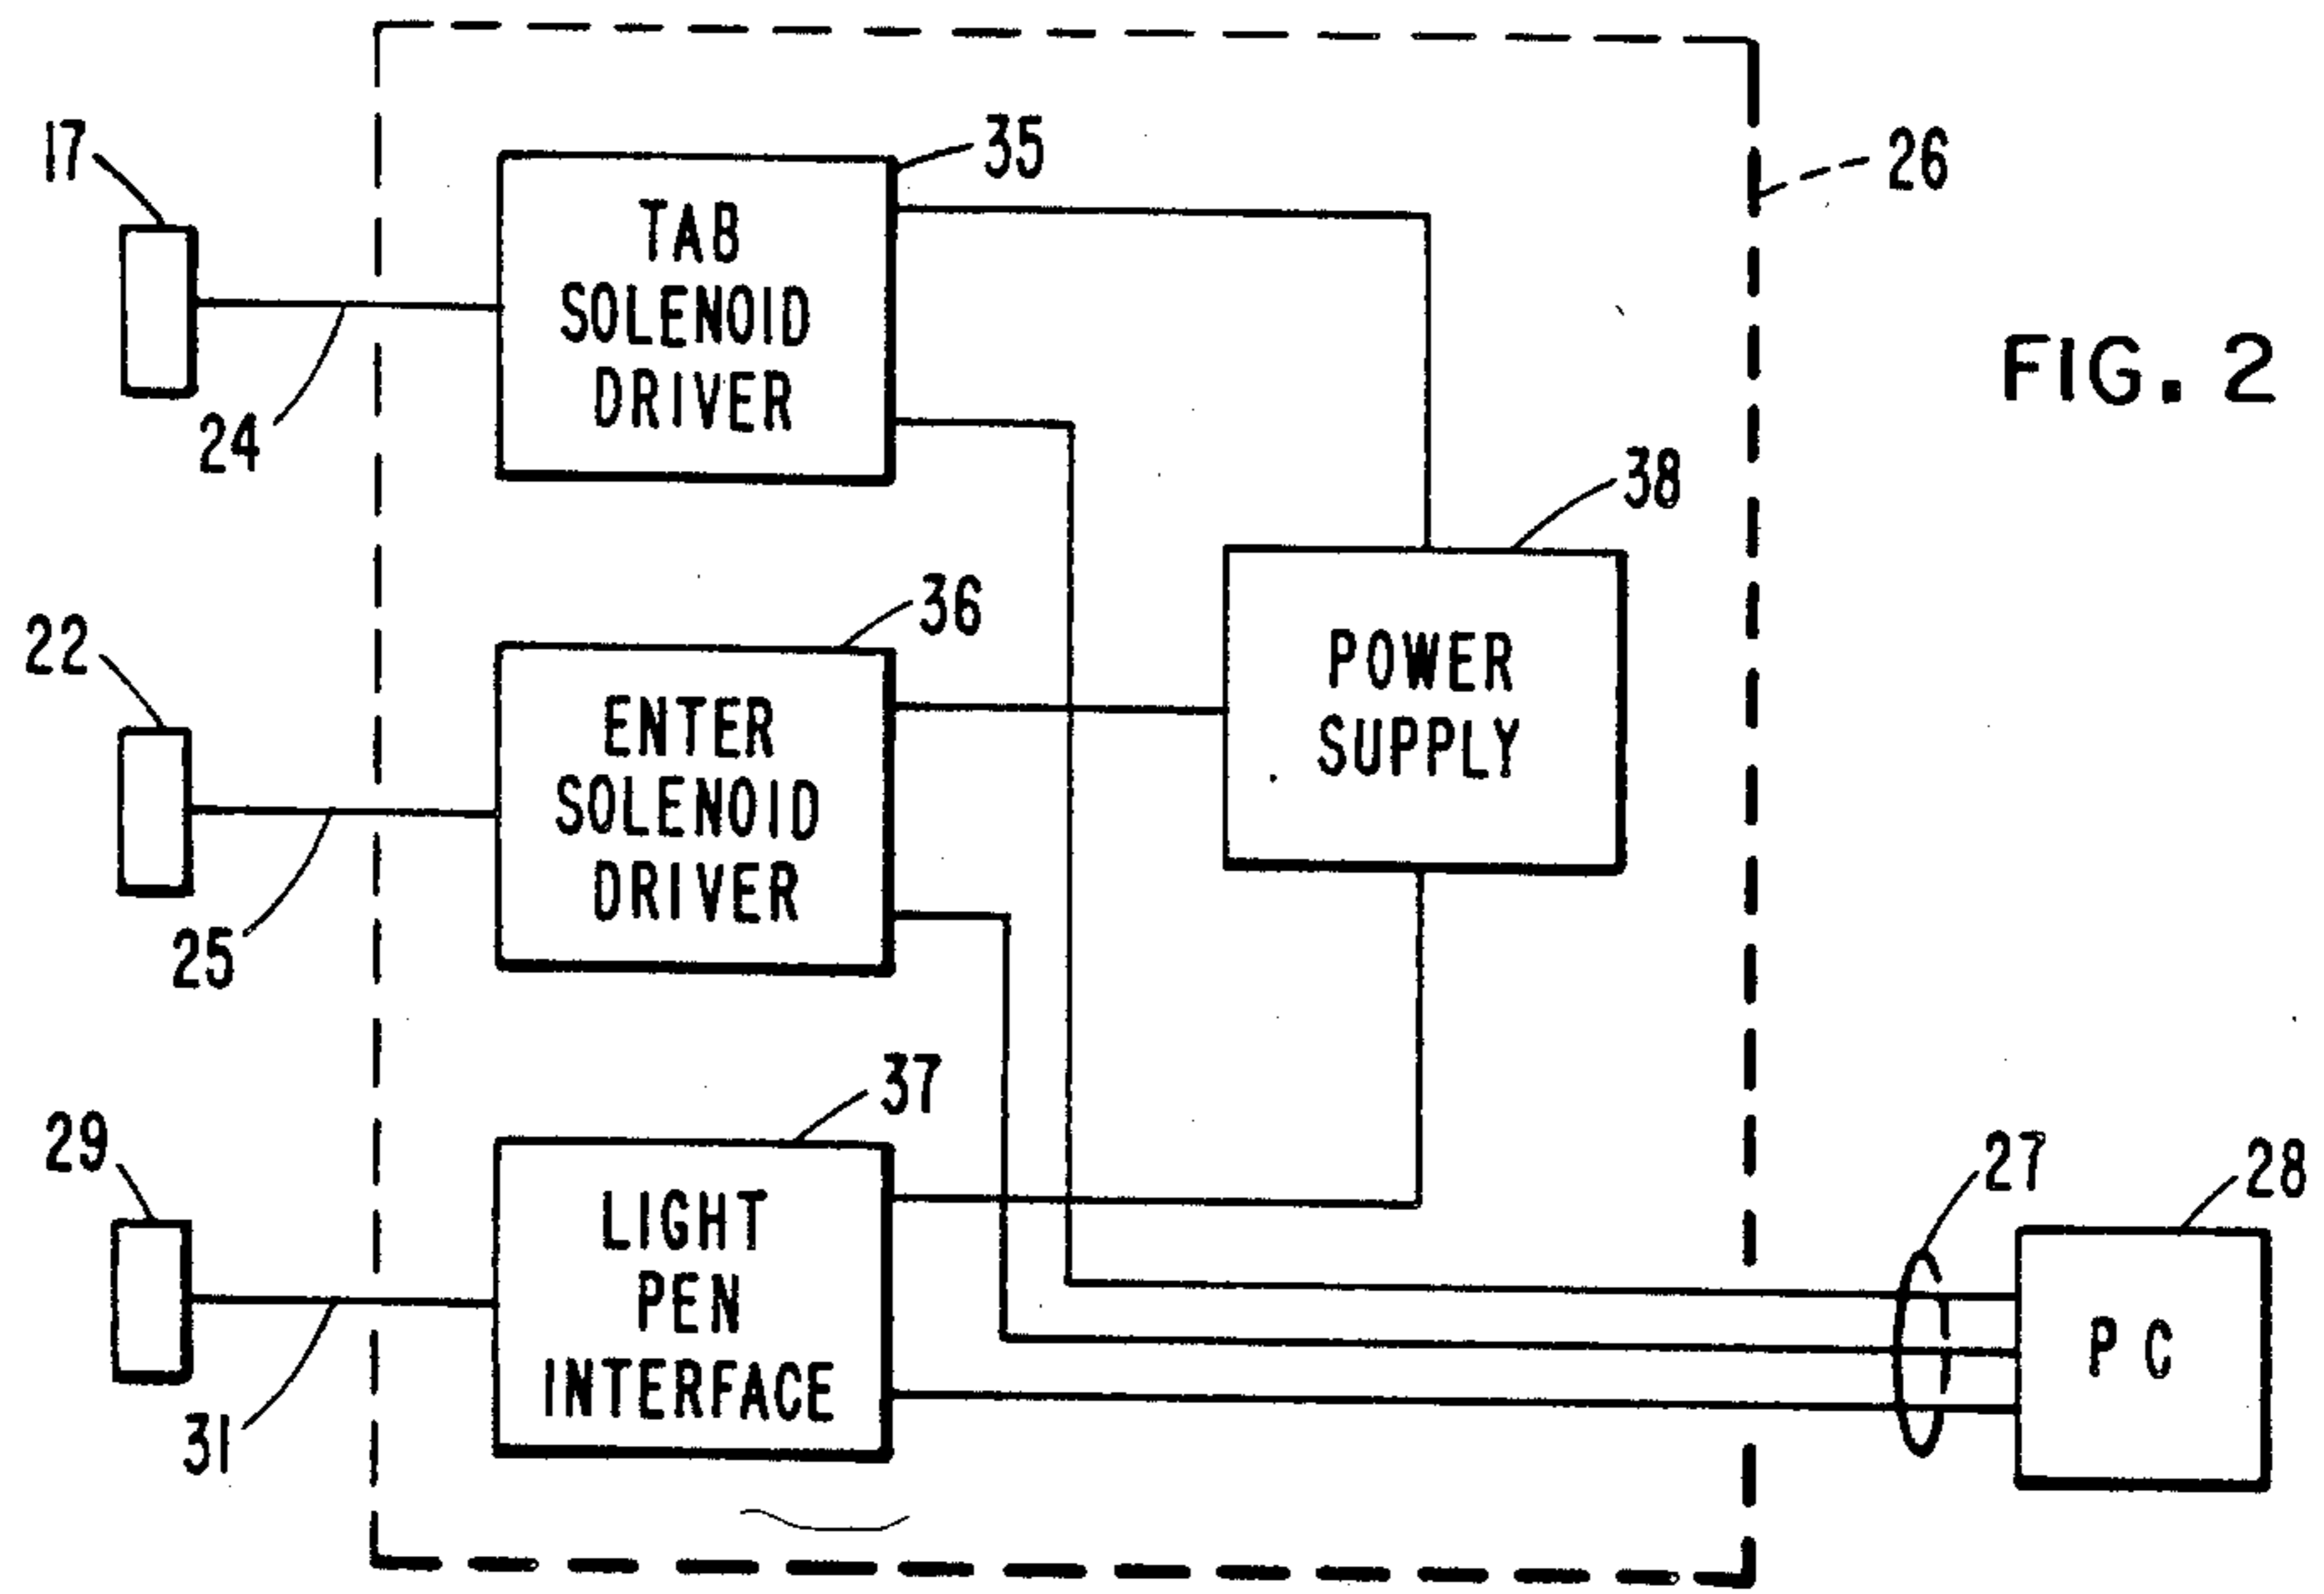 17
24
TAB
SOLENOID
DRIVER
35
26
FIG. 2
38
POWER
SUPPLY
22
25
36
ENTER
SOLENOID
DRIVER
29
31
37
LIGHT
PEN
INTERFACE
27
28
PC